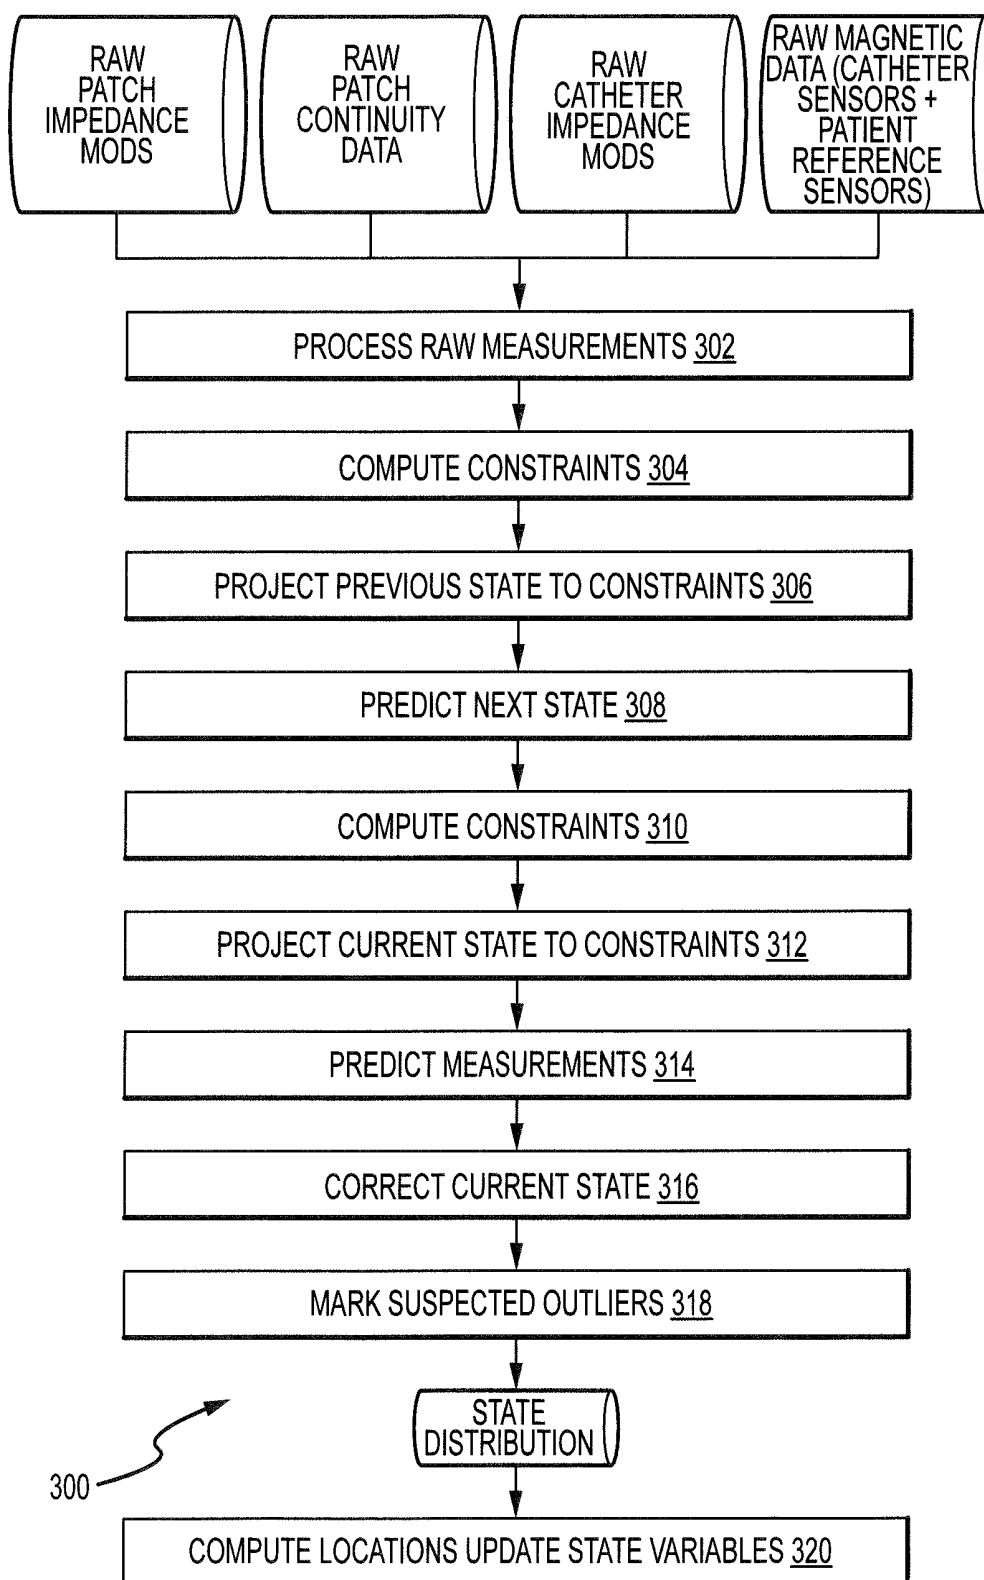 RAW
PATCH
IMPEDANCE
MODS
RAW
PATCH
CONTINUITY
DATA
RAW
CATHETER
IMPEDANCE
MODS
RAW MAGNETIC
DATA (CATHETER
SENSORS +
PATIENT
REFERENCE
SENSORS)
PROCESS RAW MEASUREMENTS 302
COMPUTE CONSTRAINTS 304
PROJECT PREVIOUS STATE TO CONSTRAINTS 306
PREDICT NEXT STATE 308
COMPUTE CONSTRAINTS 310
PROJECT CURRENT STATE TO CONSTRAINTS 312
PREDICT MEASUREMENTS 314
CORRECT CURRENT STATE 316
MARK SUSPECTED OUTLIERS 318
STATE
DISTRIBUTION
300
COMPUTE LOCATIONS UPDATE STATE VARIABLES 320